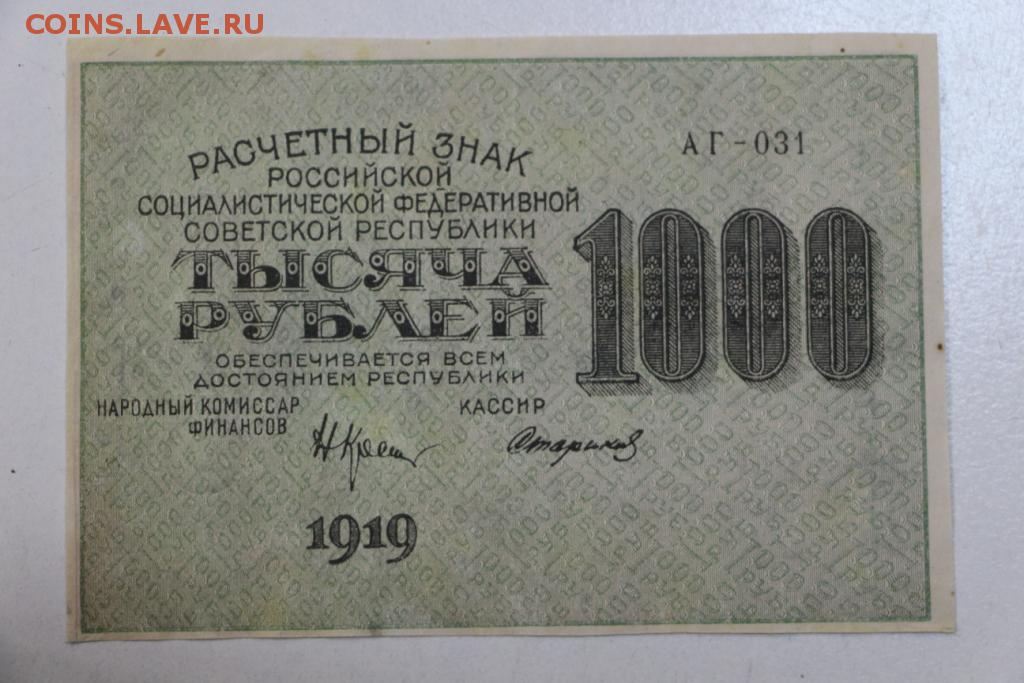 COINS.LAVE.RU
АГ-031
РАСЧЕТНЫЙ ЗНАК
РОССИЙСКОЙ
СОЦИАЛИСТИЧЕСКОЙ ФЕДЕРАТИВНОЙ
СОВЕТСКОЙ РЕСПУБЛИКИ
ТЫСЯЧА
РУБЛЕЙ
1000
ОБЕСПЕЧИВАЕТСЯ ВСЕМ
ДОСТОЯНИЕМ РЕСПУБЛИКИ
НАРОДНЫЙ КОМИССАР
ФИНАНСОВ
КАССИР
Стариков
1919